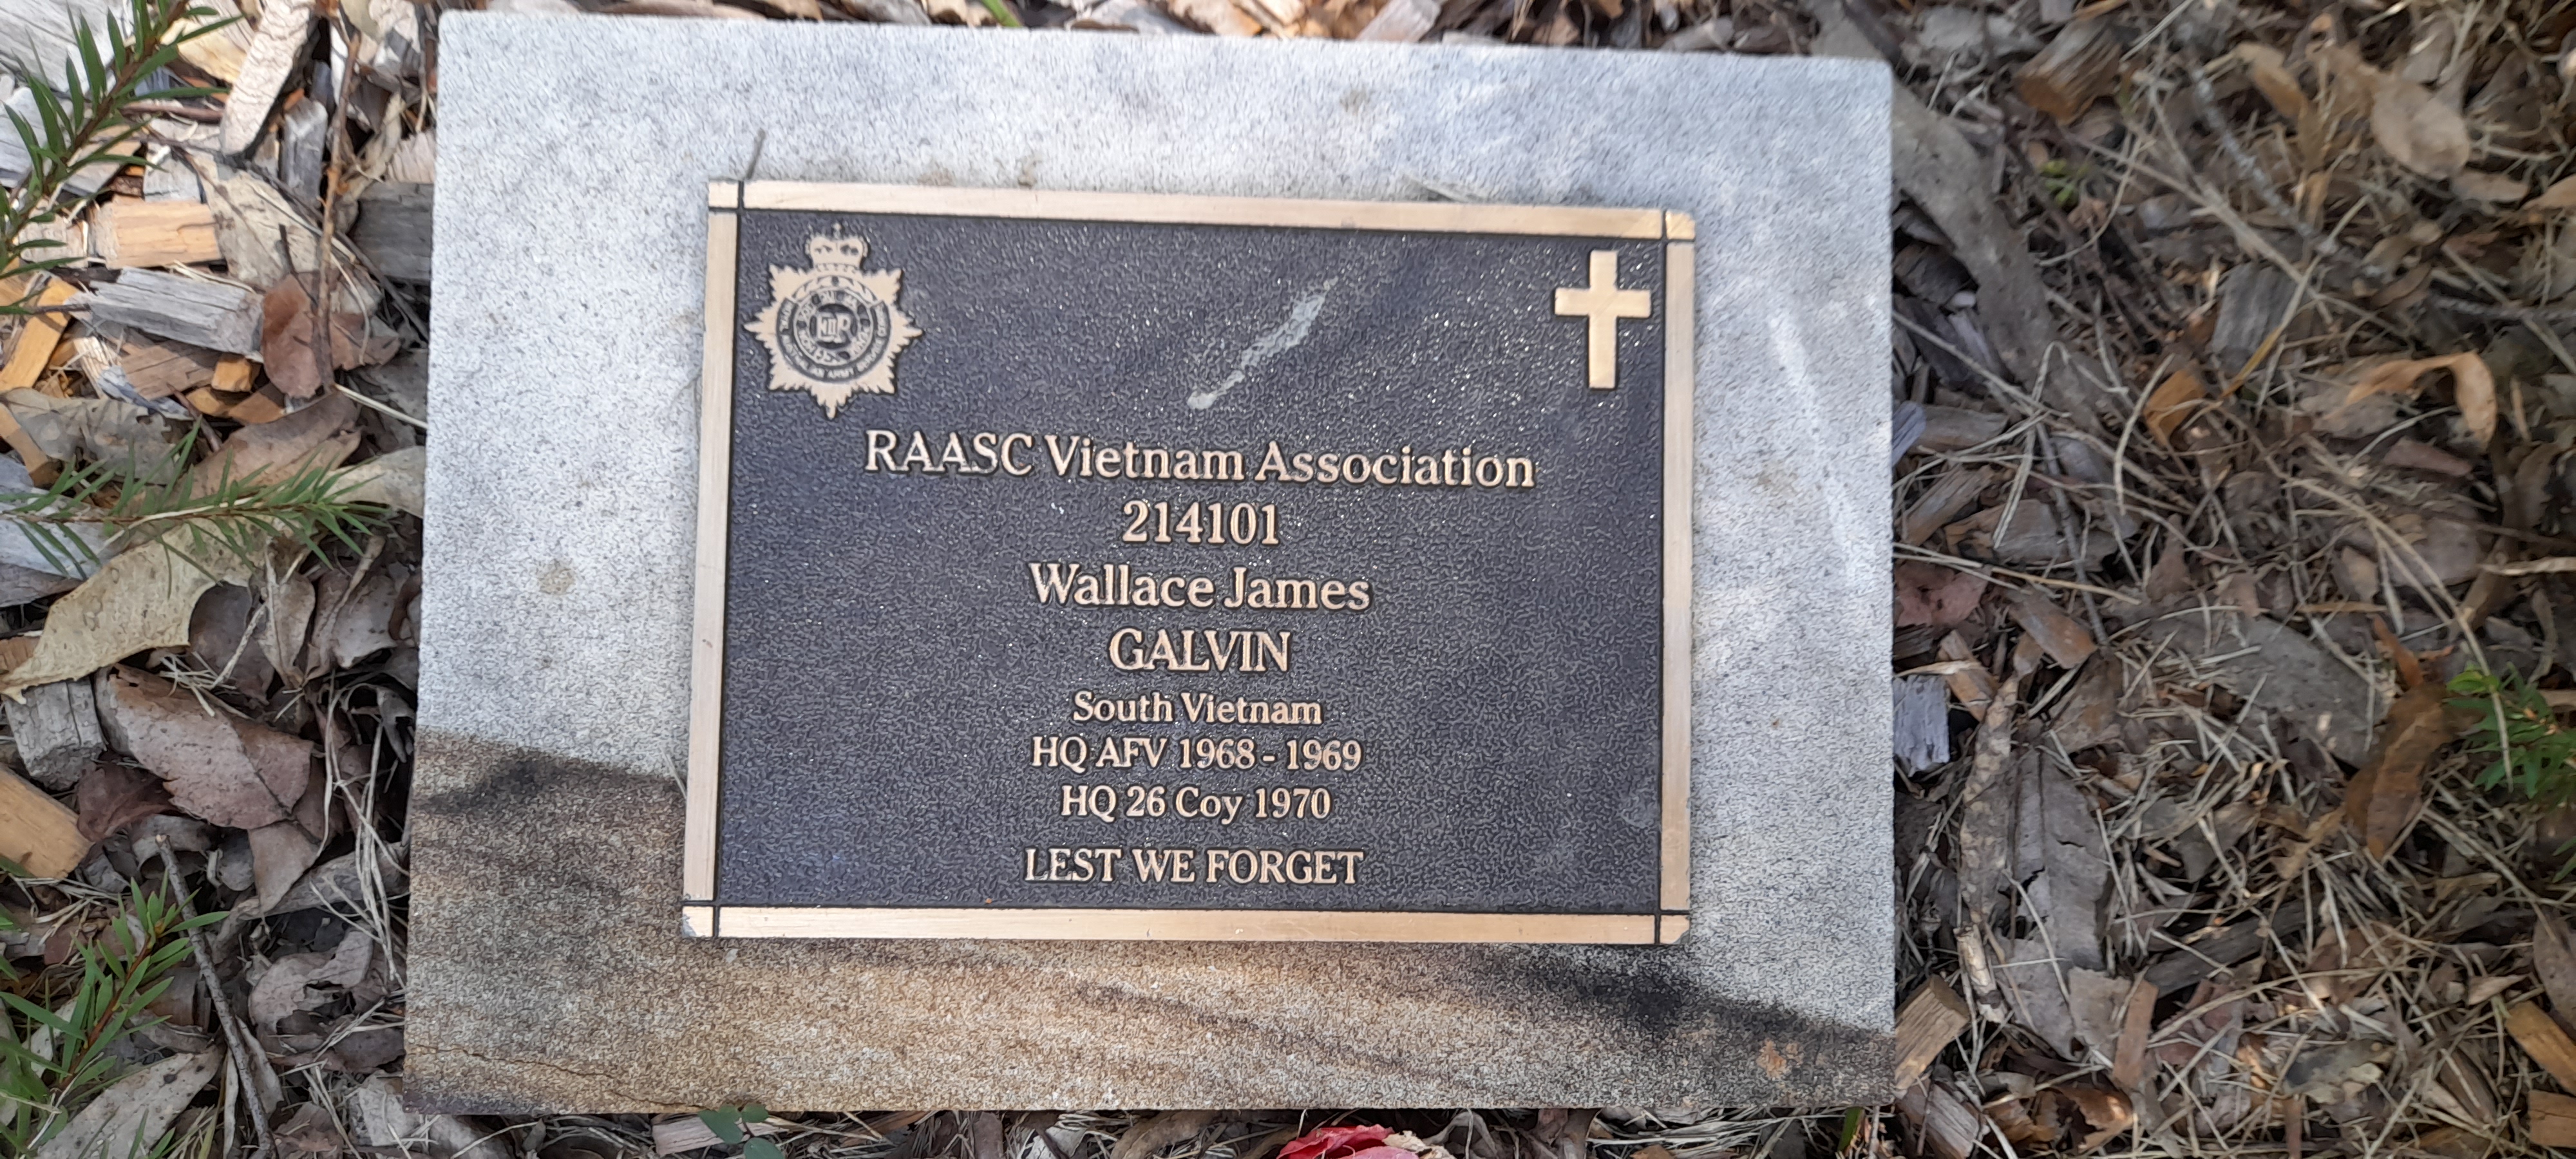 RAASC Vietnam Association
214101
Wallace James
GALVIN
South Vietnam
HQ AFV 1968 - 1969
HQ 26 Coy 1970
LEST WE FORGET